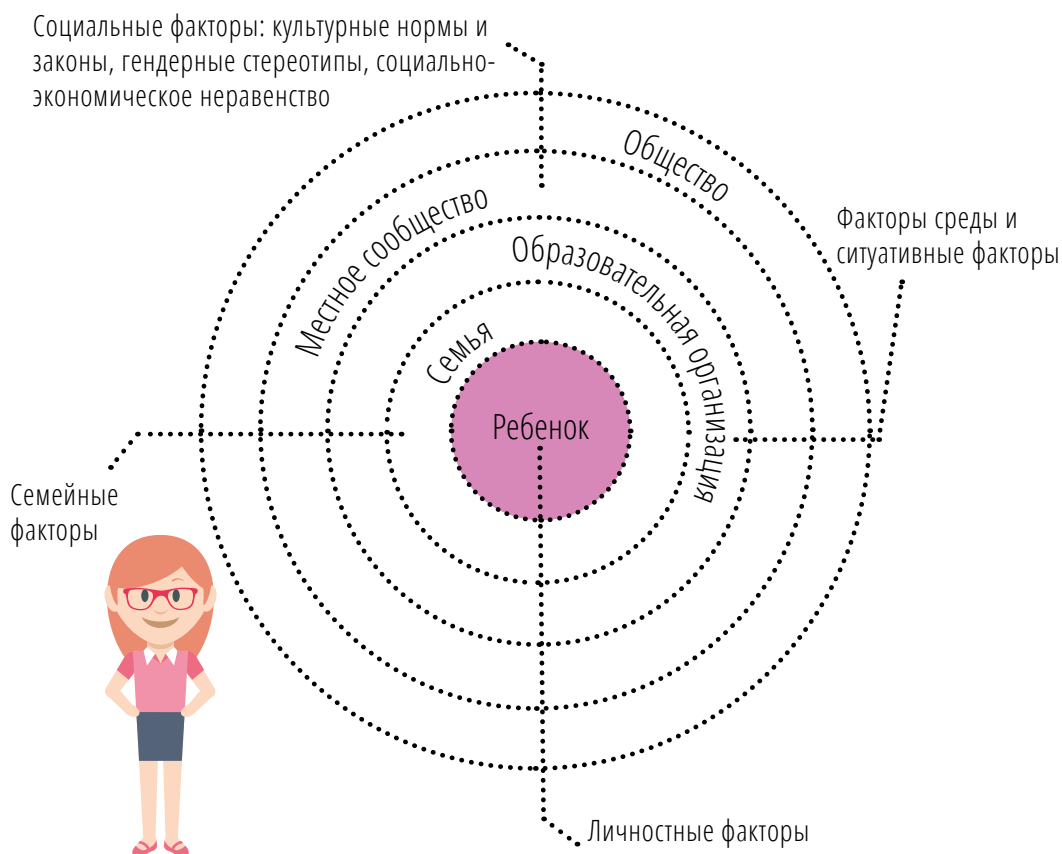 Социальные факторы: культурные нормы и
законы, гендерные стереотипы, социально-
экономическое неравенство
Общество
Местное сообщество
Факторы среды и
ситуативные факторы
Образовательная организация
Семья
Ребенок
Семейные
факторы
Личностные факторы